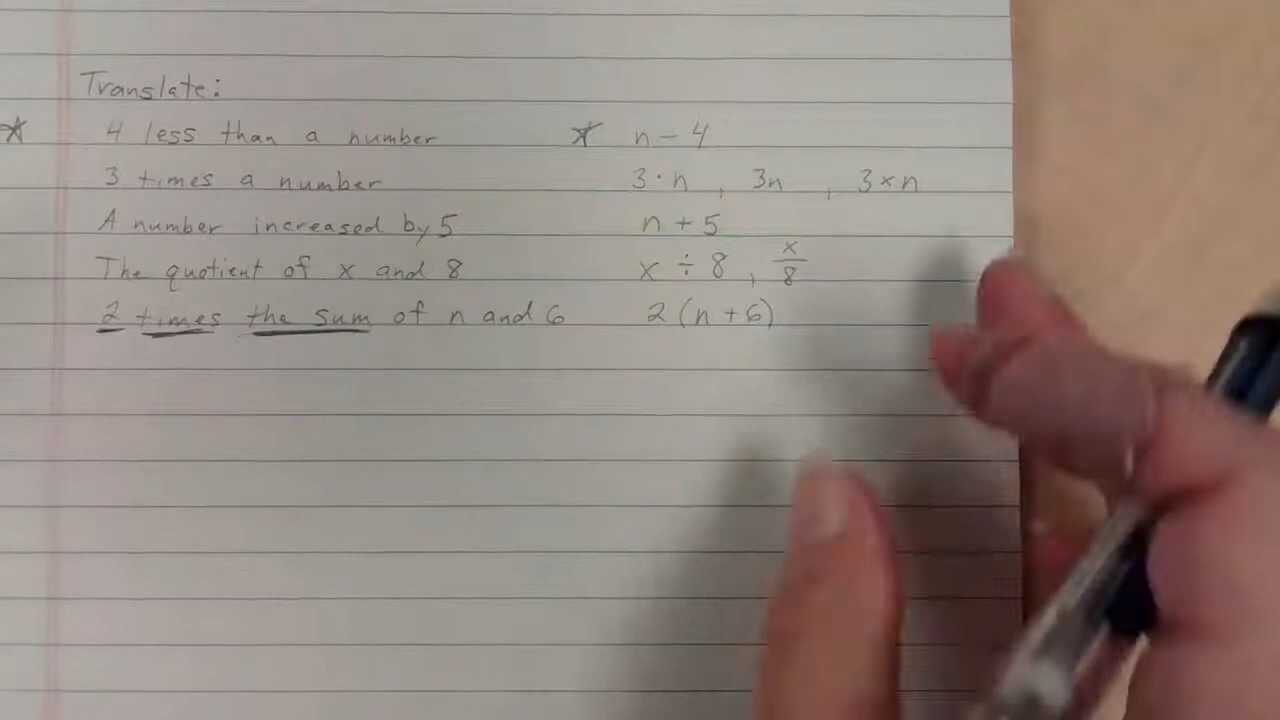 Translate:
* 4 less than a number * n - 4
3 times a number 3 · n , 3n , 3 × n
A number increased by 5 n + 5
The quotient of x and 8 x ÷ 8 , x/8
2 times the sum of n and 6 2 (n + 6)